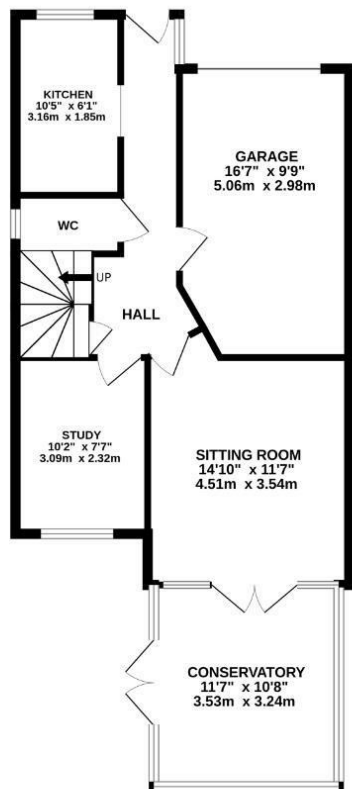 KITCHEN
10'5" x 6'1"
3.16m x 1.85m
GARAGE
16'7" x 9'9"
5.06m x 2.98m
WC
UP
HALL
STUDY
10'2" x 7'7"
3.09m x 2.32m
SITTING ROOM
14'10" x 11'7"
4.51m x 3.54m
CONSERVATORY
11'7" x 10'8"
3.53m x 3.24m